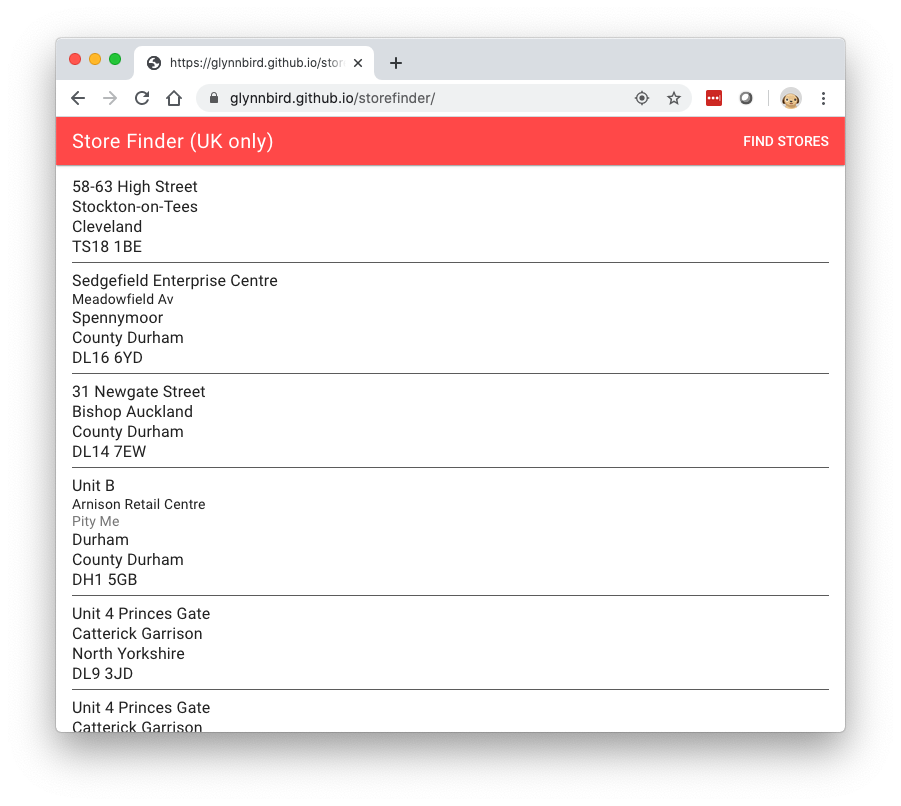 https://glynnbird.github.io/stor
glynnbird.github.io/storefinder/
Store Finder (UK only)
FIND STORES
58-63 High Street
Stockton-on-Tees
Cleveland
TS18 1BE
Sedgefield Enterprise Centre
Meadowfield Av
Spennymoor
County Durham
DL16 6YD
31 Newgate Street
Bishop Auckland
County Durham
DL14 7EW
Unit B
Arnison Retail Centre
Pity Me
Durham
County Durham
DH1 5GB
Unit 4 Princes Gate
Catterick Garrison
North Yorkshire
DL9 3JD
Unit 4 Princes Gate
Catterick Garrison